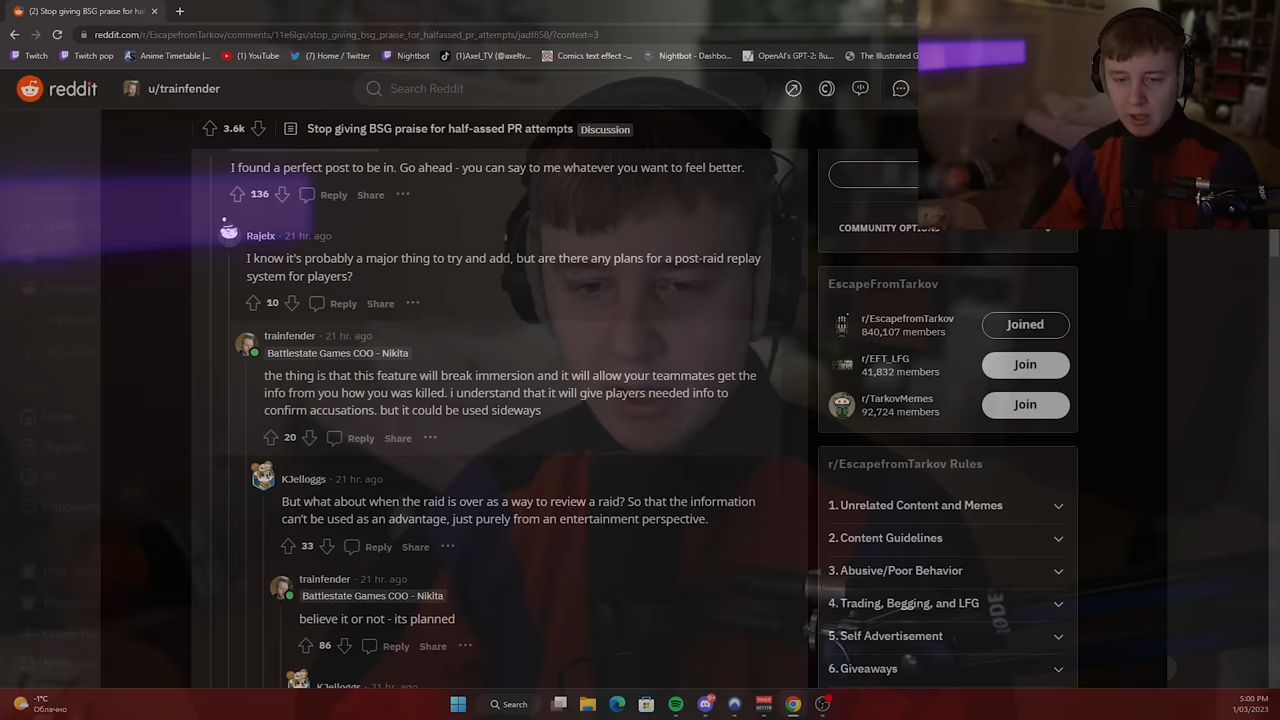 (2) Stop giving BSG praise for hal
reddit.com/r/EscapefromTarkov/comments/11e6lgs/stop_giving_bsg_praise_for_halfassed_pr_attempts/jadf858/?context=3
Twitch
Twitch pop
Anime Timetable |...
(1) YouTube
(7) Home / Twitter
Nightbot
(1)Axel_TV (@axeltv...
Comics text effect -...
Nightbot - Dashbo...
OpenAI's GPT-2: Bu...
The Illustrated G
reddit
u/trainfender
Search Reddit
3.6k
Stop giving BSG praise for half-assed PR attempts
Discussion
I found a perfect post to be in. Go ahead - you can say to me whatever you want to feel better.
136
Reply
Share
Rajelx · 21 hr. ago
I know it's probably a major thing to try and add, but are there any plans for a post-raid replay
system for players?
10
Reply
Share
trainfender · 21 hr. ago
Battlestate Games COO - Nikita
the thing is that this feature will break immersion and it will allow your teammates get the
info from you how you was killed. i understand that it will give players needed info to
confirm accusations. but it could be used sideways
20
Reply
Share
KJelloggs · 21 hr. ago
But what about when the raid is over as a way to review a raid? So that the information
can't be used as an advantage, just purely from an entertainment perspective.
33
Reply
Share
trainfender · 21 hr. ago
Battlestate Games COO - Nikita
believe it or not - its planned
86
Reply
Share
KJelloggs · 21 hr. ago
COMMUNITY OPTIONS
EscapeFromTarkov
r/EscapefromTarkov
840,107 members
Joined
r/EFT_LFG
41,832 members
Join
r/TarkovMemes
92,724 members
Join
r/EscapefromTarkov Rules
1. Unrelated Content and Memes
2. Content Guidelines
3. Abusive/Poor Behavior
4. Trading, Begging, and LFG
5. Self Advertisement
6. Giveaways
-1°C
Облачно
Search
5:00 PM
1/03/2023